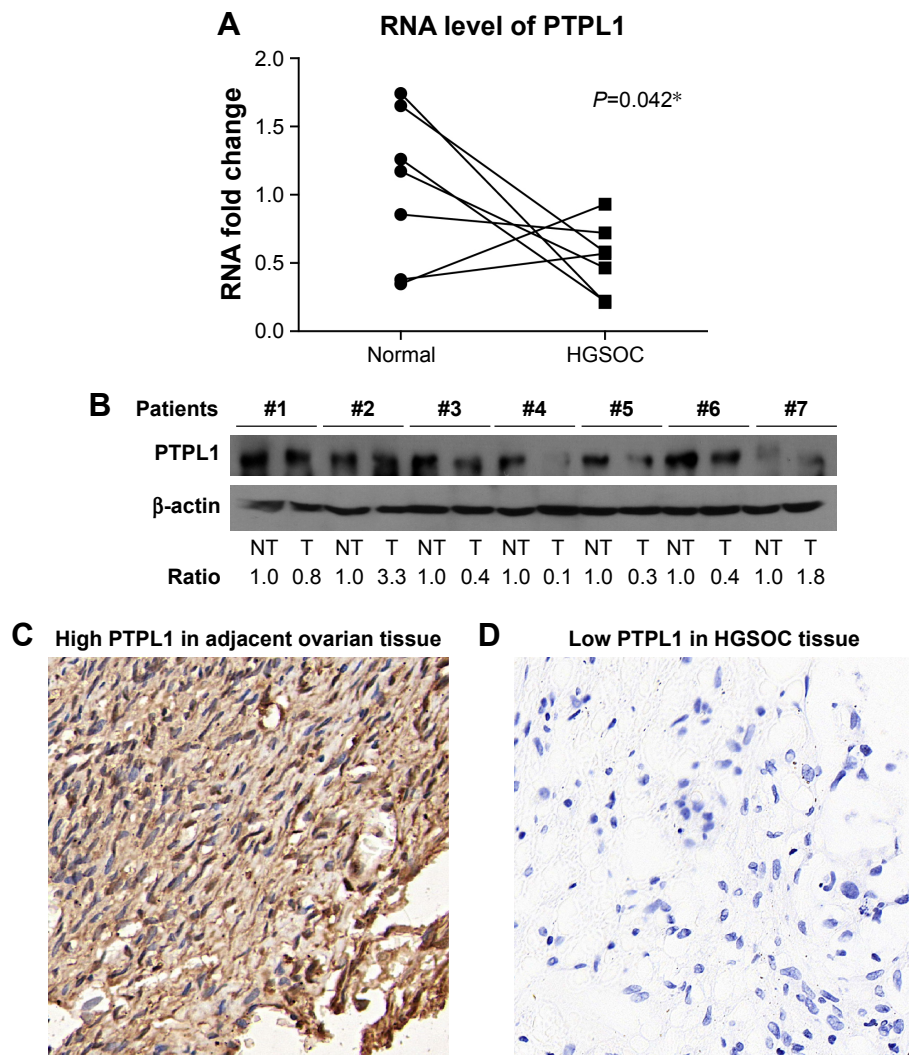 A RNA level of PTPL1
RNA fold change
2.0
1.5
1.0
0.5
0.0
P=0.042*
Normal HGSOC
B Patients #1 #2 #3 #4 #5 #6 #7
PTPL1
β-actin
NT T NT T NT T NT T NT T NT T NT T
Ratio 1.0 0.8 1.0 3.3 1.0 0.4 1.0 0.1 1.0 0.3 1.0 0.4 1.0 1.8
C High PTPL1 in adjacent ovarian tissue
D Low PTPL1 in HGSOC tissue